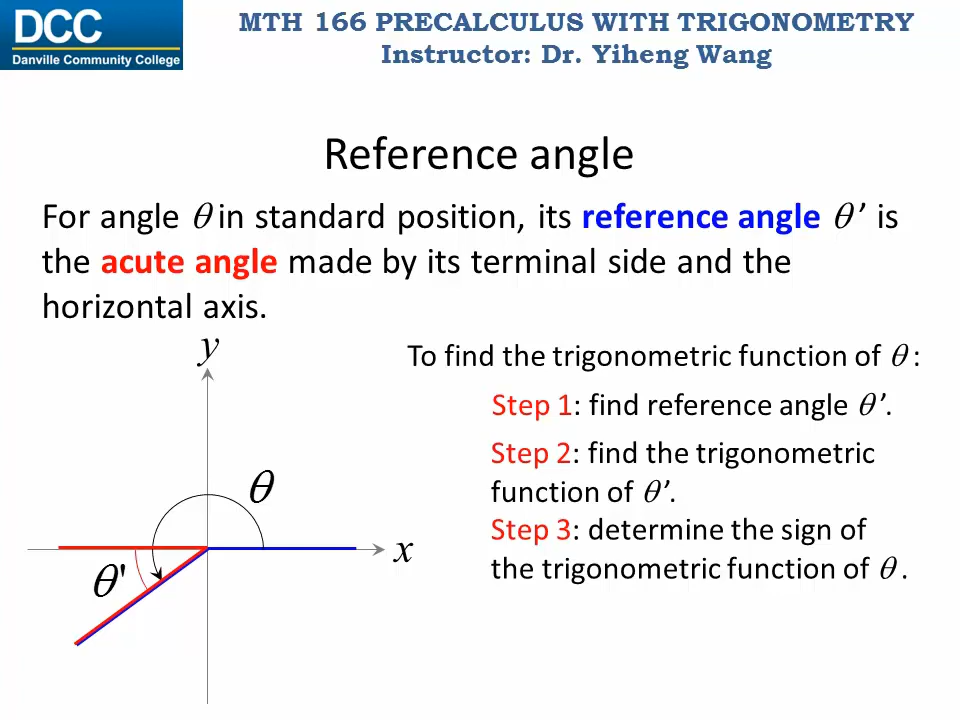 DCC
Danville Community College
MTH 166 PRECALCULUS WITH TRIGONOMETRY
Instructor: Dr. Yiheng Wang
Reference angle
For angle θ in standard position, its reference angle θ’ is
the acute angle made by its terminal side and the
horizontal axis.
y
To find the trigonometric function of θ :
Step 1: find reference angle θ’.
Step 2: find the trigonometric
function of θ’.
Step 3: determine the sign of
the trigonometric function of θ .
θ
x
θ'